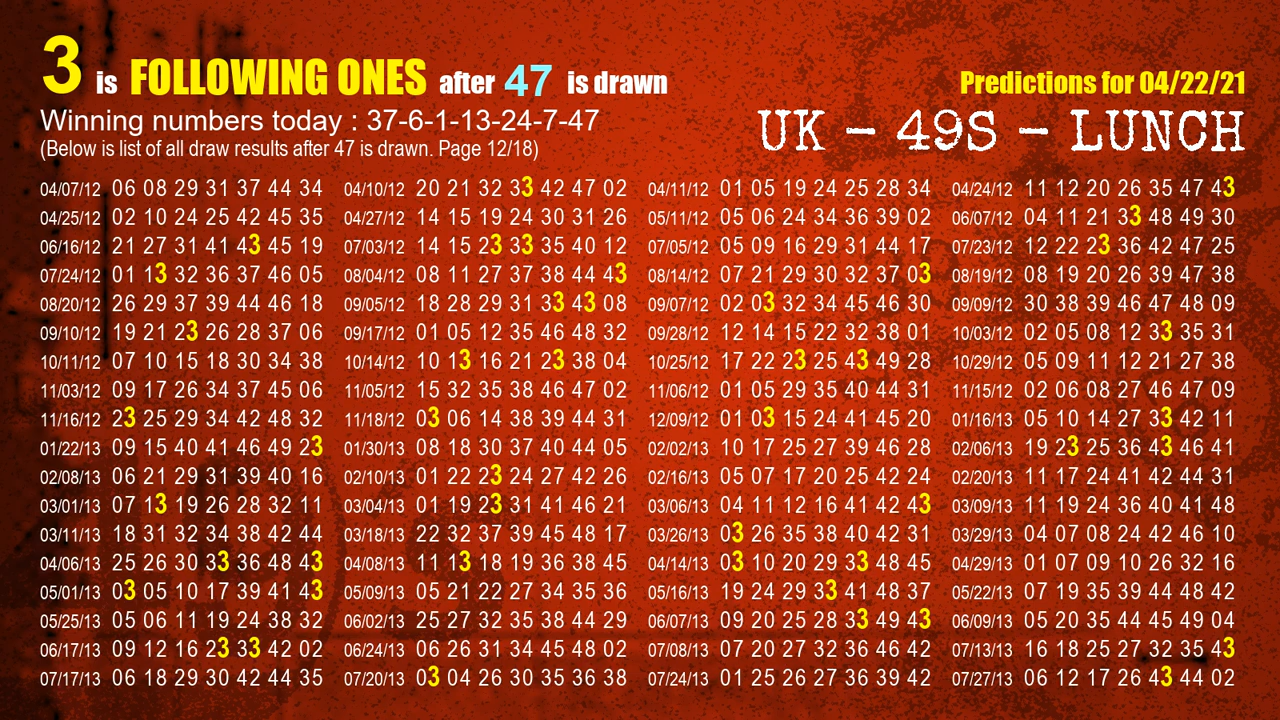 3 is FOLLOWING ONES after 47 is drawn
Predictions for 04/22/21
Winning numbers today : 37-6-1-13-24-7-47
UK - 49S - LUNCH
(Below is list of all draw results after 47 is drawn. Page 12/18)
04/07/12 06 08 29 31 37 44 34 04/10/12 20 21 32 33 42 47 02 04/11/12 01 05 19 24 25 28 34 04/24/12 11 12 20 26 35 47 43
04/25/12 02 10 24 25 42 45 35 04/27/12 14 15 19 24 30 31 26 05/11/12 05 06 24 34 36 39 02 06/07/12 04 11 21 33 48 49 30
06/16/12 21 27 31 41 43 45 19 07/03/12 14 15 23 33 35 40 12 07/05/12 05 09 16 29 31 44 17 07/23/12 12 22 23 36 42 47 25
07/24/12 01 13 32 36 37 46 05 08/04/12 08 11 27 37 38 44 43 08/14/12 07 21 29 30 32 37 03 08/19/12 08 19 20 26 39 47 38
08/20/12 26 29 37 39 44 46 18 09/05/12 18 28 29 31 33 43 08 09/07/12 02 03 32 34 45 46 30 09/09/12 30 38 39 46 47 48 09
09/10/12 19 21 23 26 28 37 06 09/17/12 01 05 12 35 46 48 32 09/28/12 12 14 15 22 32 38 01 10/03/12 02 05 08 12 33 35 31
10/11/12 07 10 15 18 30 34 38 10/14/12 10 13 16 21 23 38 04 10/25/12 17 22 23 25 43 49 28 10/29/12 05 09 11 12 21 27 38
11/03/12 09 17 26 34 37 45 06 11/05/12 15 32 35 38 46 47 02 11/06/12 01 05 29 35 40 44 31 11/15/12 02 06 08 27 46 47 09
11/16/12 23 25 29 34 42 48 32 11/18/12 03 06 14 38 39 44 31 12/09/12 01 03 15 24 41 45 20 01/16/13 05 10 14 27 33 42 11
01/22/13 09 15 40 41 46 49 23 01/30/13 08 18 30 37 40 44 05 02/02/13 10 17 25 27 39 46 28 02/06/13 19 23 25 36 43 46 41
02/08/13 06 21 29 31 39 40 16 02/10/13 01 22 23 24 27 42 26 02/16/13 05 07 17 20 25 42 24 02/20/13 11 17 24 41 42 44 31
03/01/13 07 13 19 26 28 32 11 03/04/13 01 19 23 31 41 46 21 03/06/13 04 11 12 16 41 42 43 03/09/13 11 19 24 36 40 41 48
03/11/13 18 31 32 34 38 42 44 03/18/13 22 32 37 39 45 48 17 03/26/13 03 26 35 38 40 42 31 03/29/13 04 07 08 24 42 46 10
04/06/13 25 26 30 33 36 48 43 04/08/13 11 13 18 19 36 38 45 04/14/13 03 10 20 29 33 48 45 04/29/13 01 07 09 10 26 32 16
05/01/13 03 05 10 17 39 41 43 05/09/13 05 21 22 27 34 35 36 05/16/13 19 24 29 33 41 48 37 05/22/13 07 19 35 39 44 48 42
05/25/13 05 06 11 19 24 38 32 06/02/13 25 27 32 35 38 44 29 06/07/13 09 20 25 28 33 49 43 06/09/13 05 20 35 44 45 49 04
06/17/13 09 12 16 23 33 42 02 06/24/13 06 26 31 34 45 48 02 07/08/13 07 20 27 32 36 46 42 07/13/13 16 18 25 27 32 35 43
07/17/13 06 18 29 30 42 44 35 07/20/13 03 04 26 30 35 36 38 07/24/13 01 25 26 27 36 39 42 07/27/13 06 12 17 26 43 44 02